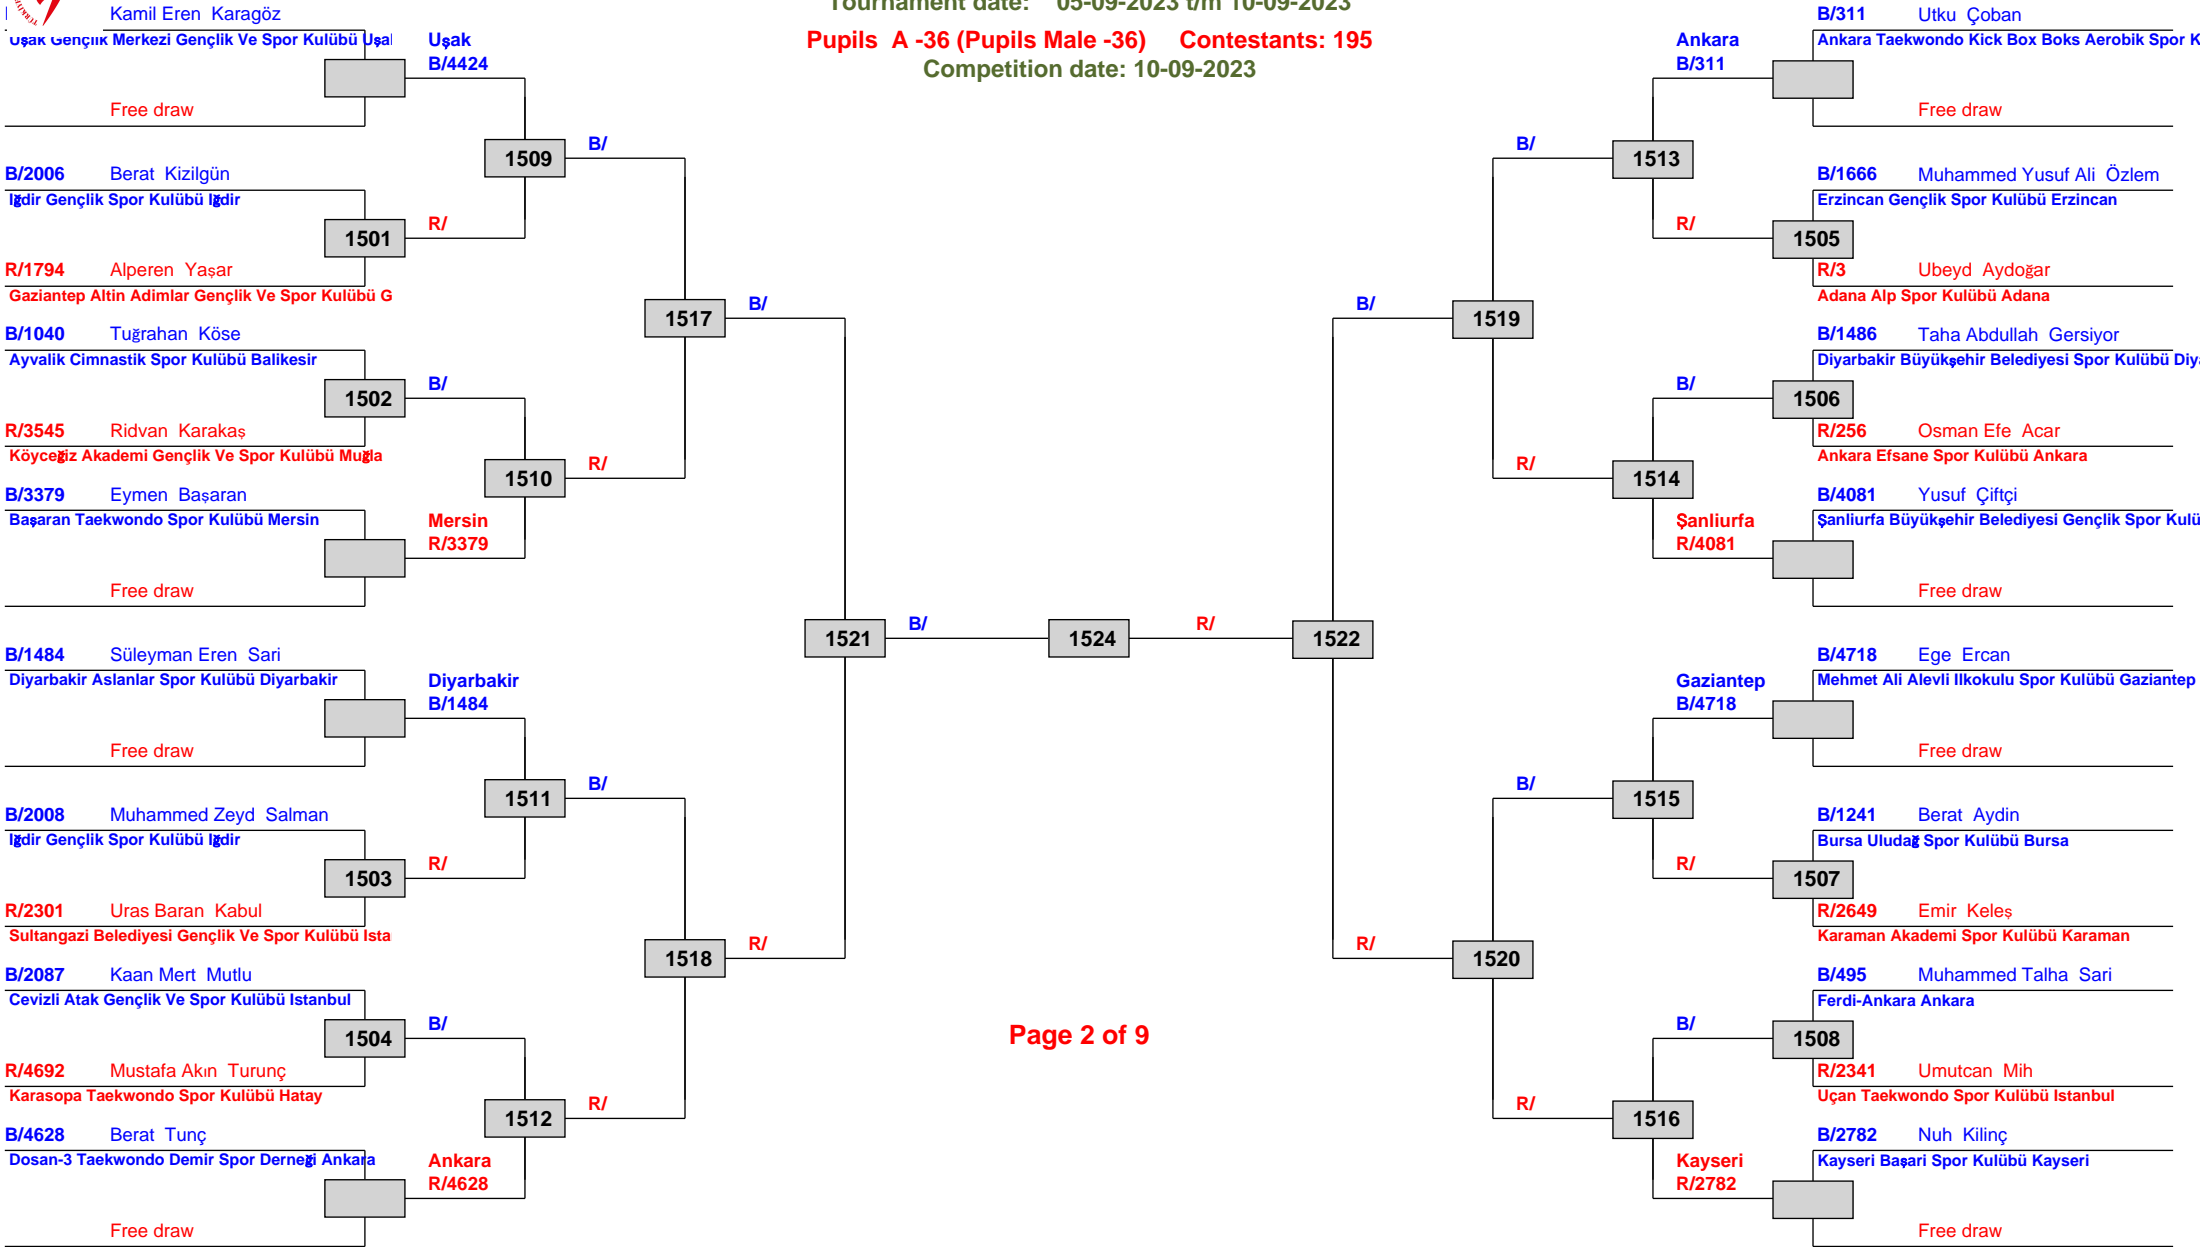 Tournament date: 05-09-2023 t/m 10-09-2023
Pupils A -36 (Pupils Male -36) Contestants: 195
Competition date: 10-09-2023
Kamil Eren Karagöz
Uşak Gençlik Merkezi Gençlik Ve Spor Kulübü Uşal
Uşak
B/4424
Free draw
1509
B/
B/2006 Berat Kizilgün
Iğdir Gençlik Spor Kulübü Iğdir
1501
R/
R/1794 Alperen Yaşar
Gaziantep Altin Adimlar Gençlik Ve Spor Kulübü G
1517
B/
B/1040 Tuğrahan Köse
Ayvalik Cimnastik Spor Kulübü Balikesir
1502
B/
R/3545 Ridvan Karakaş
Köyceğiz Akademi Gençlik Ve Spor Kulübü Muğla
1510
R/
B/3379 Eymen Başaran
Başaran Taekwondo Spor Kulübü Mersin
Mersin
R/3379
Free draw
1521
B/
1524
R/
1522
B/1484 Süleyman Eren Sari
Diyarbakir Aslanlar Spor Kulübü Diyarbakir
Diyarbakir
B/1484
Free draw
1511
B/
B/2008 Muhammed Zeyd Salman
Iğdir Gençlik Spor Kulübü Iğdir
1503
R/
R/2301 Uras Baran Kabul
Sultangazi Belediyesi Gençlik Ve Spor Kulübü Ista
1518
R/
B/2087 Kaan Mert Mutlu
Cevizli Atak Gençlik Ve Spor Kulübü Istanbul
1504
B/
R/4692 Mustafa Akın Turunç
Karasopa Taekwondo Spor Kulübü Hatay
1512
R/
B/4628 Berat Tunç
Dosan-3 Taekwondo Demir Spor Derneği Ankara
Ankara
R/4628
Free draw
Page 2 of 9
B/311 Utku Çoban
Ankara Taekwondo Kick Box Boks Aerobik Spor K
Ankara
B/311
Free draw
B/
1513
B/1666 Muhammed Yusuf Ali Özlem
Erzincan Gençlik Spor Kulübü Erzincan
R/
1505
R/3 Ubeyd Aydoğar
Adana Alp Spor Kulübü Adana
B/
1519
B/1486 Taha Abdullah Gersiyor
Diyarbakir Büyükşehir Belediyesi Spor Kulübü Diya
B/
1506
R/256 Osman Efe Acar
Ankara Efsane Spor Kulübü Ankara
R/
1514
B/4081 Yusuf Çiftçi
Şanliurfa Büyükşehir Belediyesi Gençlik Spor Kulü
Şanliurfa
R/4081
Free draw
B/4718 Ege Ercan
Mehmet Ali Alevli Ilkokulu Spor Kulübü Gaziantep
Gaziantep
B/4718
Free draw
B/
1515
B/1241 Berat Aydin
Bursa Uludağ Spor Kulübü Bursa
R/
1507
R/2649 Emir Keleş
Karaman Akademi Spor Kulübü Karaman
R/
1520
B/495 Muhammed Talha Sari
Ferdi-Ankara Ankara
B/
1508
R/2341 Umutcan Mih
Uçan Taekwondo Spor Kulübü Istanbul
R/
1516
B/2782 Nuh Kilinç
Kayseri Başari Spor Kulübü Kayseri
Kayseri
R/2782
Free draw